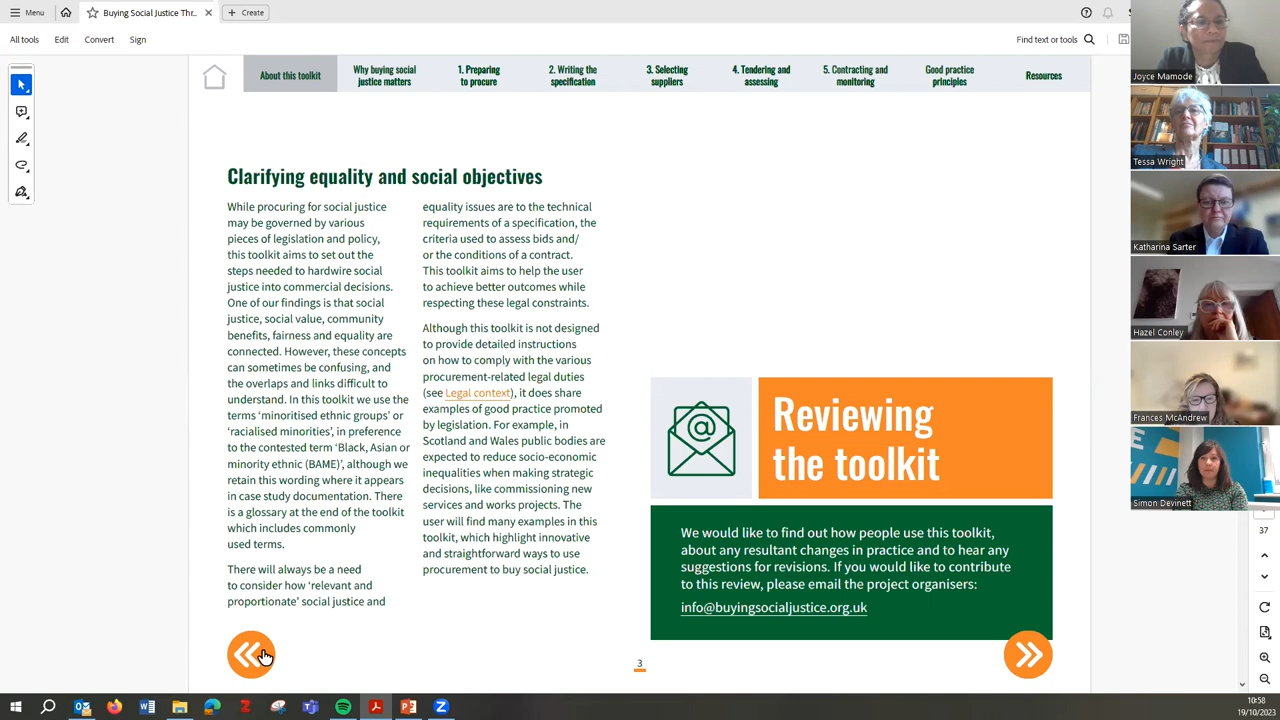 Menu
Buying Social Justice Thr...
Create
All tools
Edit
Convert
Sign
Find text or tools
About this toolkit
Why buying social
justice matters
1. Preparing
to procure
2. Writing the
specification
3. Selecting
suppliers
4. Tendering and
assessing
5. Contracting and
monitoring
Good practice
principles
Resources
Clarifying equality and social objectives
While procuring for social justice
may be governed by various
pieces of legislation and policy,
this toolkit aims to set out the
steps needed to hardwire social
justice into commercial decisions.
One of our findings is that social
justice, social value, community
benefits, fairness and equality are
connected. However, these concepts
can sometimes be confusing, and
the overlaps and links difficult to
understand. In this toolkit we use the
terms ‘minoritised ethnic groups’ or
‘racialised minorities’, in preference
to the contested term ‘Black, Asian or
minority ethnic (BAME)’, although we
retain this wording where it appears
in case study documentation. There
is a glossary at the end of the toolkit
which includes commonly
used terms.
There will always be a need
to consider how ‘relevant and
proportionate’ social justice and
equality issues are to the technical
requirements of a specification, the
criteria used to assess bids and/
or the conditions of a contract.
This toolkit aims to help the user
to achieve better outcomes while
respecting these legal constraints.
Although this toolkit is not designed
to provide detailed instructions
on how to comply with the various
procurement-related legal duties
(see Legal context), it does share
examples of good practice promoted
by legislation. For example, in
Scotland and Wales public bodies are
expected to reduce socio-economic
inequalities when making strategic
decisions, like commissioning new
services and works projects. The
user will find many examples in this
toolkit, which highlight innovative
and straightforward ways to use
procurement to buy social justice.
Reviewing
the toolkit
We would like to find out how people use this toolkit,
about any resultant changes in practice and to hear any
suggestions for revisions. If you would like to contribute
to this review, please email the project organisers:
info@buyingsocialjustice.org.uk
3
Joyce Mamode
Tessa Wright
Katharina Sarter
Hazel Conley
Frances McAndrew
Simon Devinett
37
10:58
19/10/2023